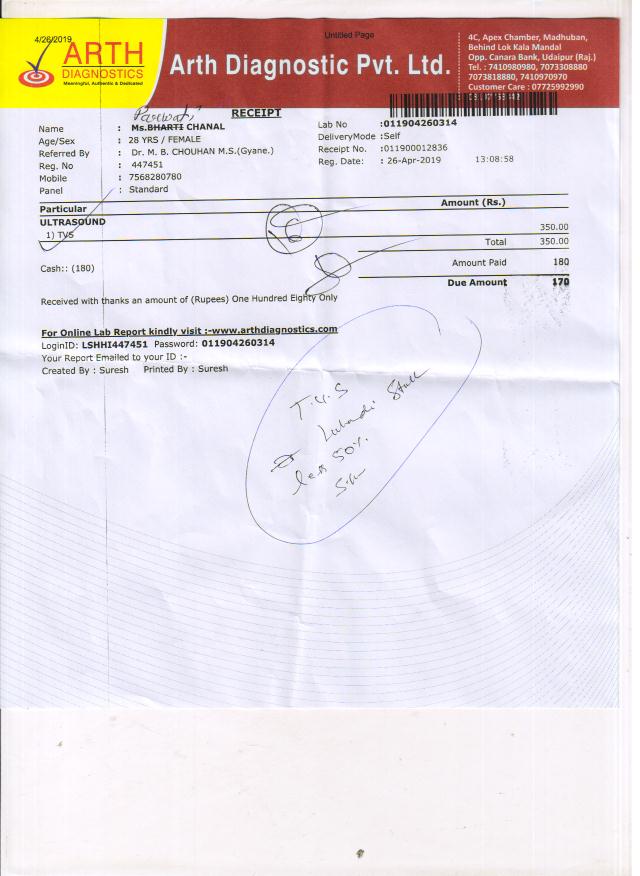 4/26/2019
Untitled Page
ARTH
DIAGNOSTICS
Meaningful, Authentic & Dedicated
Arth Diagnostic Pvt. Ltd.
4C, Apex Chamber, Madhuban,
Behind Lok Kala Mandal
Opp. Canara Bank, Udaipur (Raj.)
Tel. : 7410980980, 7073308880
7073818880, 7410970970
Customer Care : 07725992990
RECEIPT
Name : Ms.BHARTI CHANAL
Age/Sex : 28 YRS / FEMALE
Referred By : Dr. M. B. CHOUHAN M.S.(Gyane.)
Reg. No : 447451
Mobile : 7568280780
Panel : Standard
Lab No :011904260314
DeliveryMode :Self
Receipt No. :011900012836
Reg. Date: : 26-Apr-2019 13:08:58
Particular Amount (Rs.)
ULTRASOUND
1) TVS 350.00
Total 350.00
Cash:: (180) Amount Paid 180
Due Amount 170
Received with thanks an amount of (Rupees) One Hundred Eighty Only
For Online Lab Report kindly visit :-www.arthdiagnostics.com
LoginID: LSHHI447451 Password: 011904260314
Your Report Emailed to your ID :-
Created By : Suresh Printed By : Suresh
T.V.S
less 50%